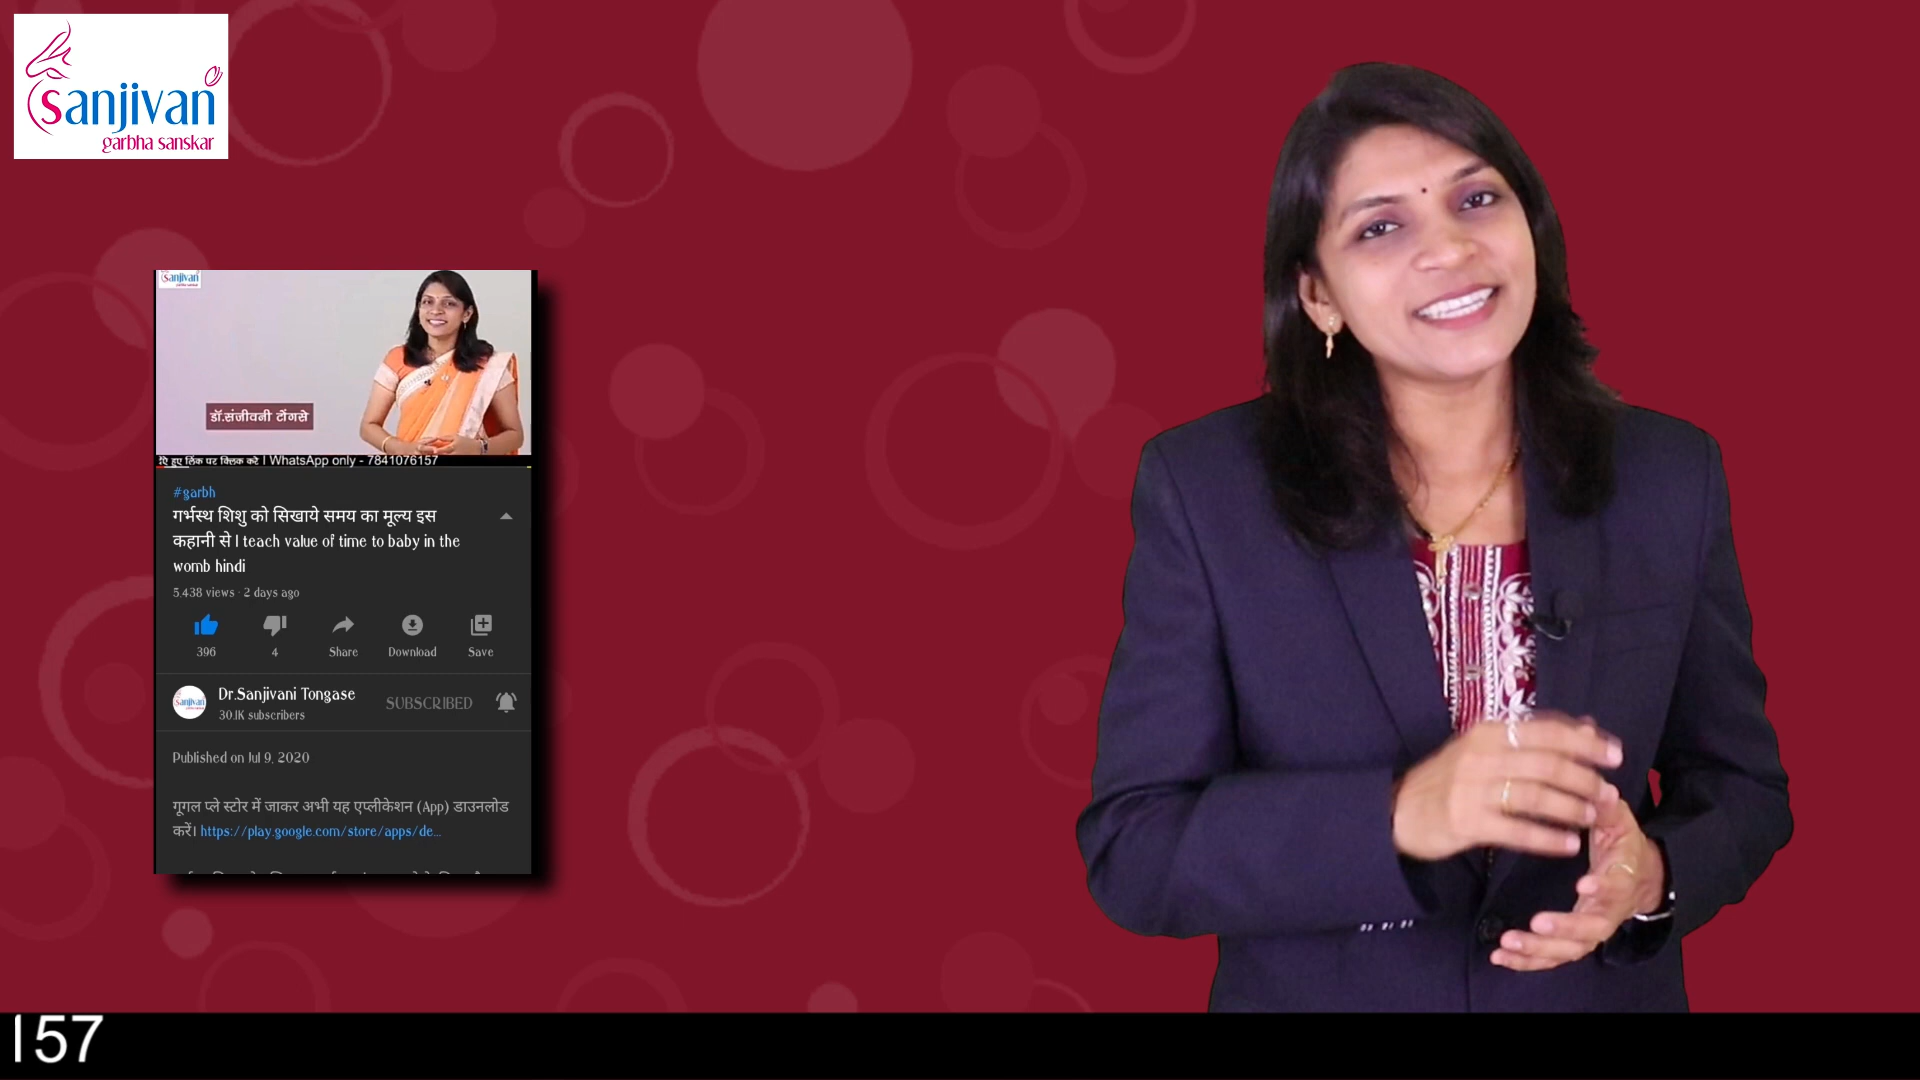 sanjivan
garbha sanskar
sanjivan
डॉ.संजीवनी टोंगसे
हुए लिंक पर क्लिक करे | WhatsApp only - 7841076157
#garbh
गर्भस्थ शिशु को सिखाये समय का मूल्य इस
कहानी से | teach value of time to baby in the
womb hindi
5,438 views · 2 days ago
396
4
Share
Download
Save
sanjivan
Dr.Sanjivani Tongase
30.1K subscribers
SUBSCRIBED
Published on Jul 9, 2020
गूगल प्ले स्टोर में जाकर अभी यह एप्लीकेशन (App) डाउनलोड
करें। https://play.google.com/store/apps/de...
157